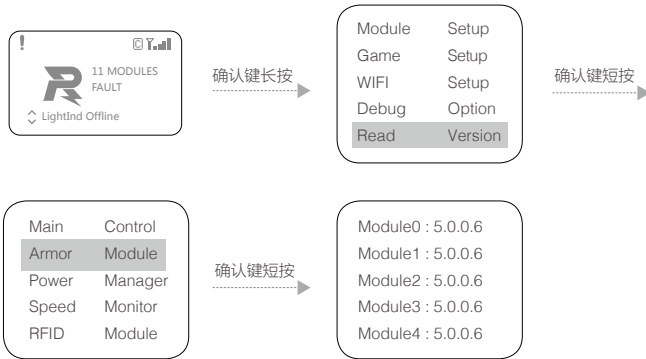 ! © 
11 MODULES
FAULT
LightInd Offline
确认键长按
Module Setup
Game Setup
WIFI Setup
Debug Option
Read Version
确认键短按
Main Control
Armor Module
Power Manager
Speed Monitor
RFID Module
确认键短按
Module0 : 5.0.0.6
Module1 : 5.0.0.6
Module2 : 5.0.0.6
Module3 : 5.0.0.6
Module4 : 5.0.0.6